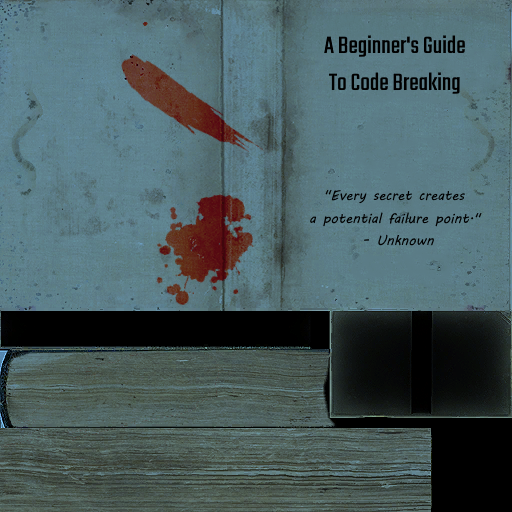 A Beginner's Guide
To Code Breaking
"Every secret creates
a potential failure point."
- Unknown